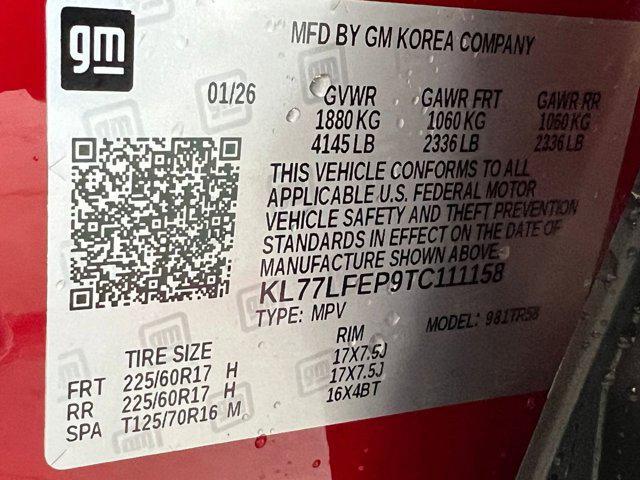 gm
MFD BY GM KOREA COMPANY
01/26 GVWR GAWR FRT GAWR RR
1880 KG 1060 KG 1060 KG
4145 LB 2336 LB 2336 LB
THIS VEHICLE CONFORMS TO ALL
APPLICABLE U.S. FEDERAL MOTOR
VEHICLE SAFETY AND THEFT PREVENTION
STANDARDS IN EFFECT ON THE DATE OF
MANUFACTURE SHOWN ABOVE.
KL77LFEP9TC111158
TYPE: MPV MODEL: 981TR58
TIRE SIZE RIM
FRT 225/60R17 H 17X7.5J
RR 225/60R17 H 17X7.5J
SPA T125/70R16 M 16X4BT